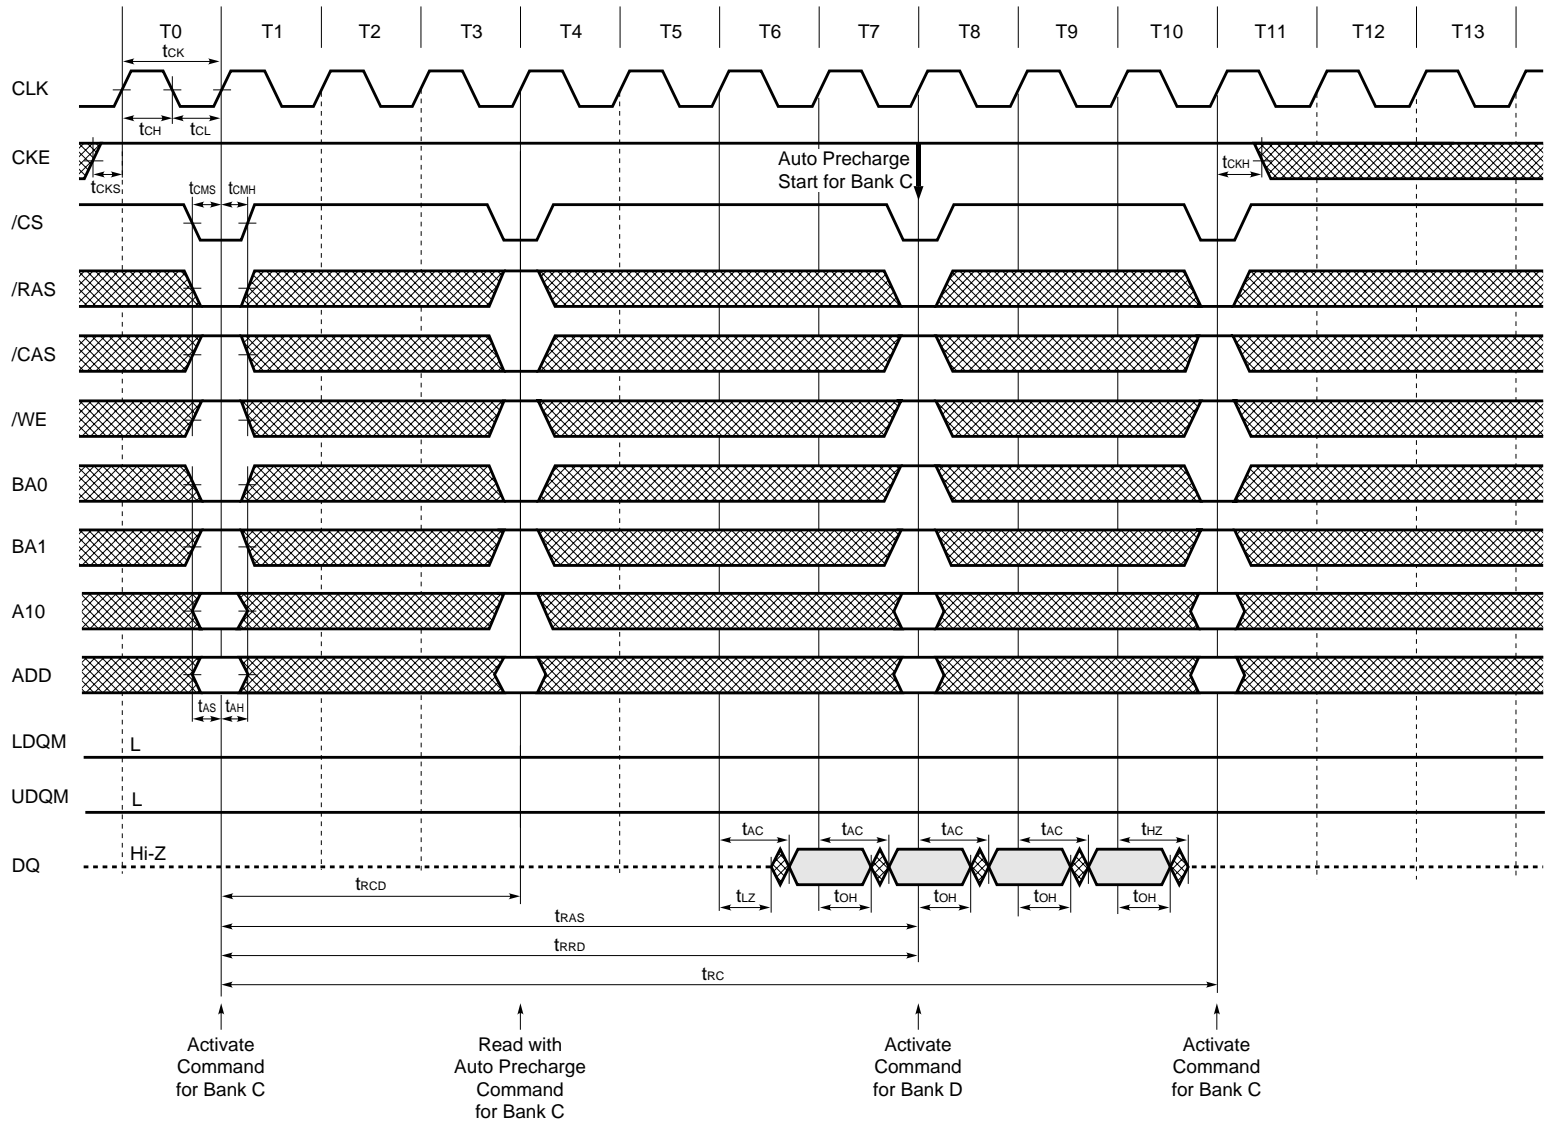 T0 T1 T2 T3 T4 T5 T6 T7 T8 T9 T10 T11 T12 T13
tCK
CLK
tCH tCL
CKE
Auto Precharge
Start for Bank C
tCKH
tCKS tCMS tCMH
/CS
/RAS
/CAS
/WE
BA0
BA1
A10
ADD
tAS tAH
LDQM
L
UDQM
L
tAC tAC tAC tAC tHZ
Hi-Z
DQ
tRCD
tLZ tOH tOH tOH tOH
tRAS
tRRD
tRC
Activate
Command
for Bank C
Read with
Auto Precharge
Command
for Bank C
Activate
Command
for Bank D
Activate
Command
for Bank C